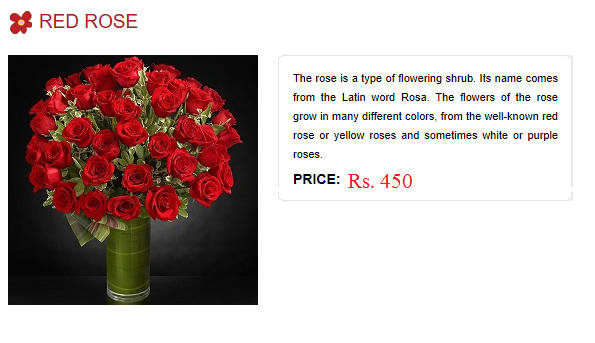 RED ROSE
The rose is a type of flowering shrub. Its name comes
from the Latin word Rosa. The flowers of the rose
grow in many different colors, from the well-known red
rose or yellow roses and sometimes white or purple
roses.
PRICE: Rs. 450